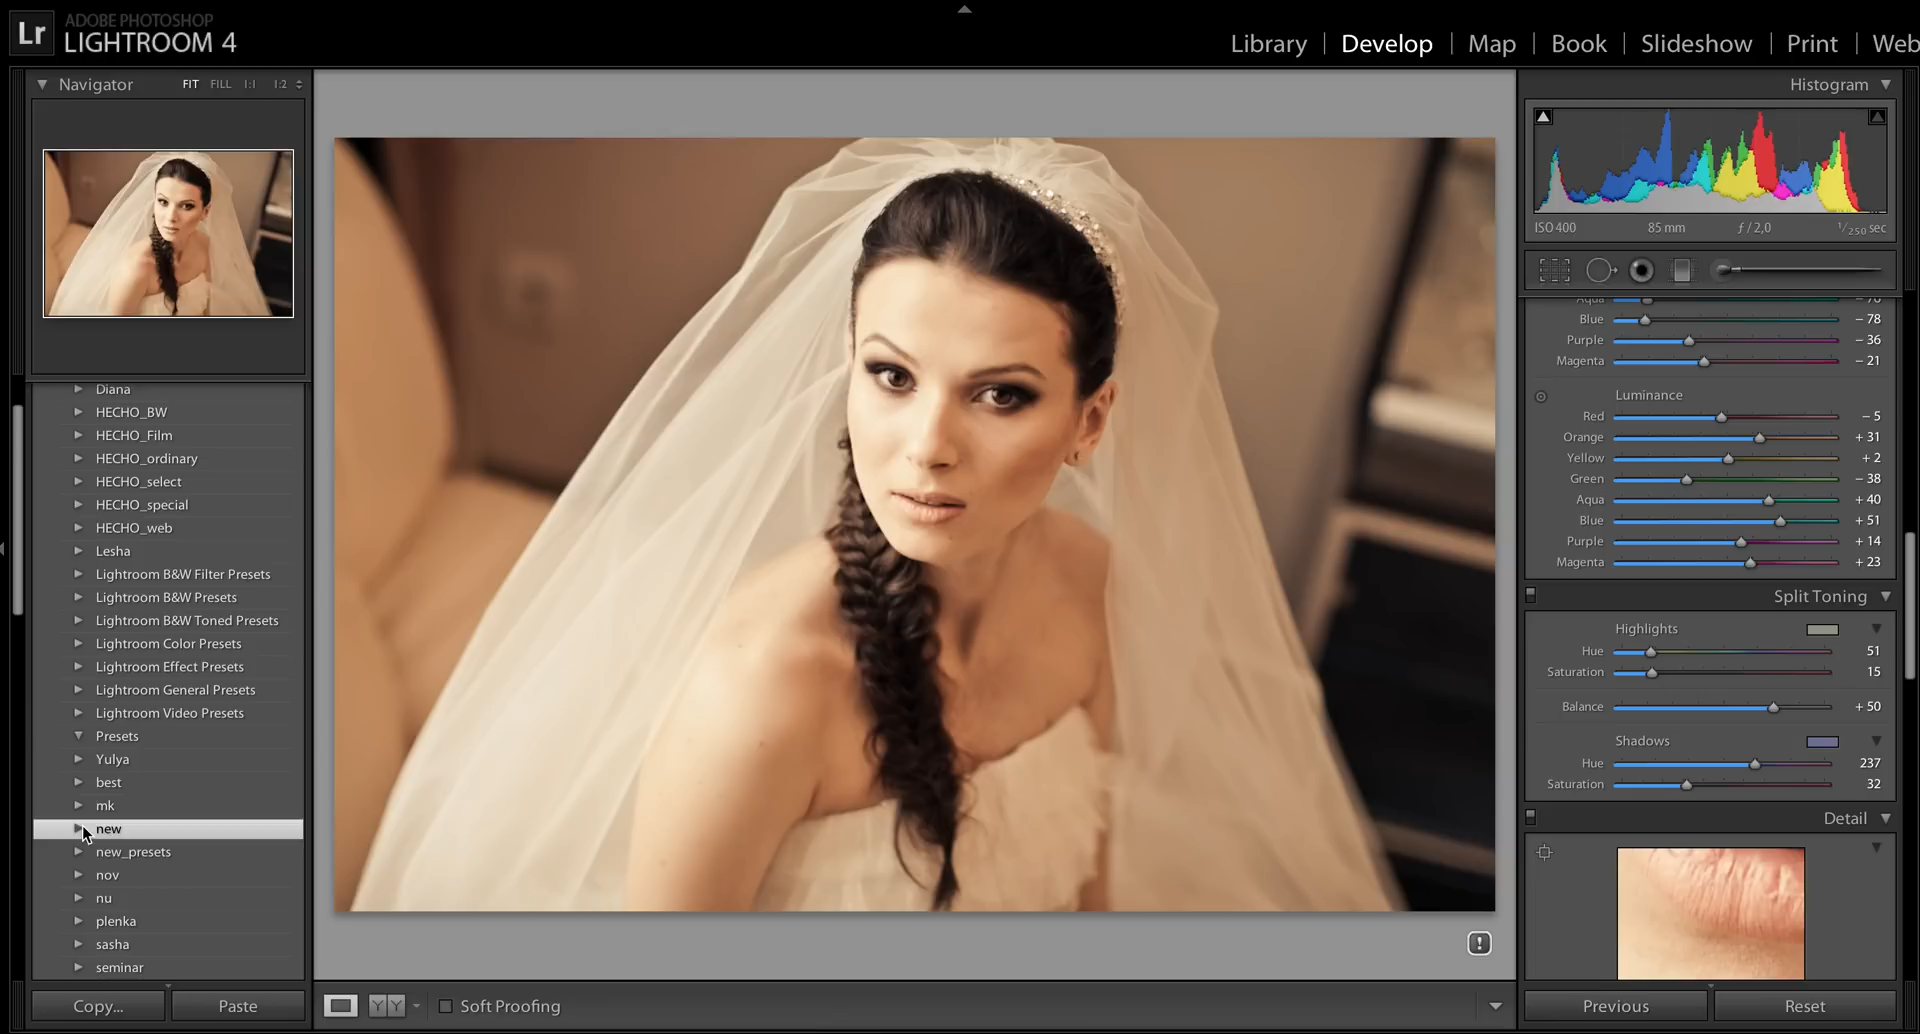 Lr
ADOBE PHOTOSHOP
LIGHTROOM 4
Library | Develop | Map | Book | Slideshow | Print | Web
Navigator FIT FILL 1:1 1:2
Diana
HECHO_BW
HECHO_Film
HECHO_ordinary
HECHO_select
HECHO_special
HECHO_web
Lesha
Lightroom B&W Filter Presets
Lightroom B&W Presets
Lightroom B&W Toned Presets
Lightroom Color Presets
Lightroom Effect Presets
Lightroom General Presets
Lightroom Video Presets
Presets
Yulya
best
mk
new
new_presets
nov
nu
plenka
sasha
seminar
Copy... Paste
YY Soft Proofing
Histogram
ISO 400 85 mm ƒ / 2,0 1/250 sec
Aqua – 70
Blue – 78
Purple – 36
Magenta – 21
Luminance
Red – 5
Orange + 31
Yellow + 2
Green – 38
Aqua + 40
Blue + 51
Purple + 14
Magenta + 23
Split Toning
Highlights
Hue 51
Saturation 15
Balance + 50
Shadows
Hue 237
Saturation 32
Detail
Previous Reset